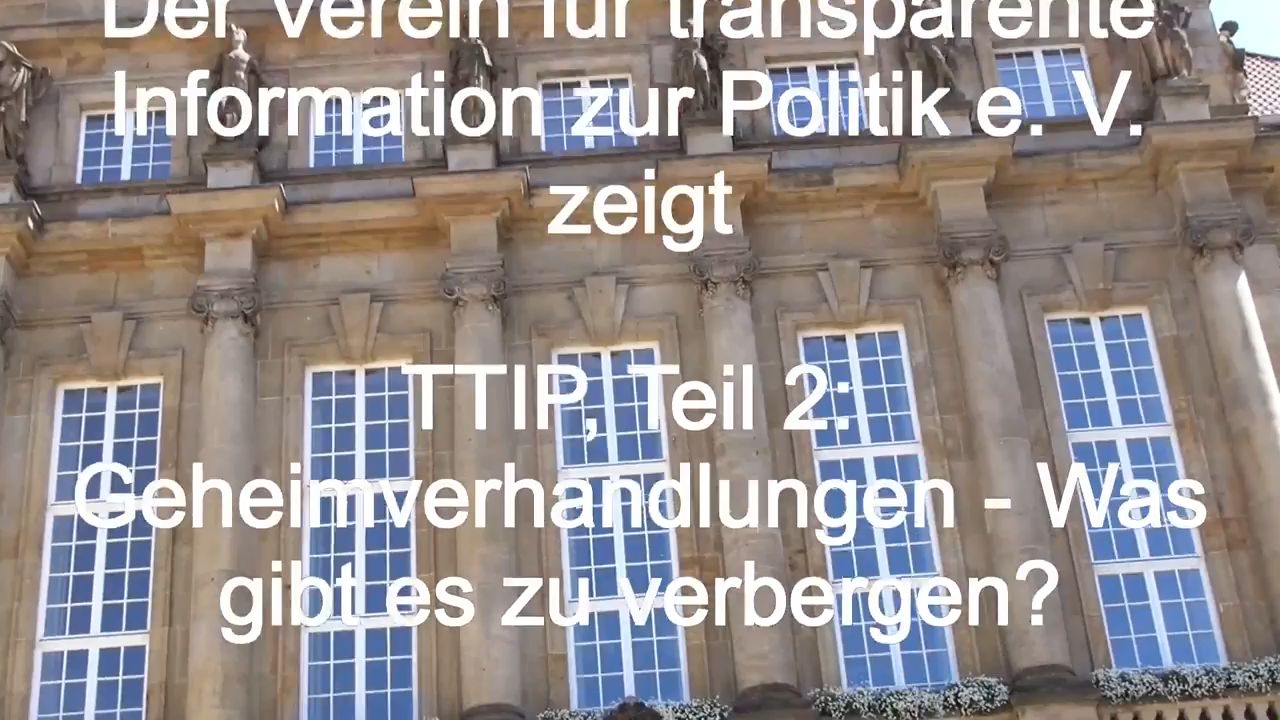 Der Verein für transparente
Information zur Politik e. V.
zeigt
TTIP, Teil 2:
Geheimverhandlungen - Was
gibt es zu verbergen?